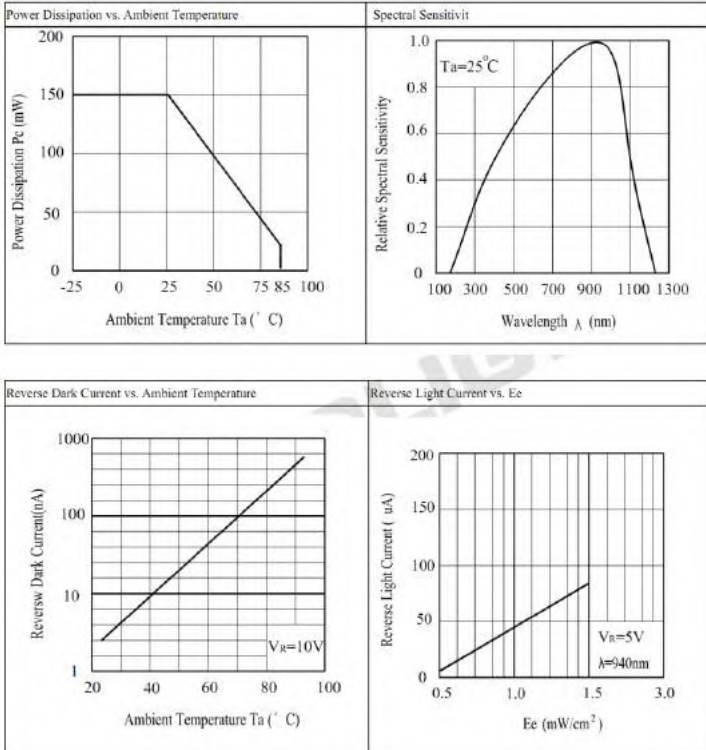 Power Dissipation vs. Ambient Temperature
Power Dissipation Pc (mW)
200
150
100
50
0
-25 0 25 50 75 85 100
Ambient Temperature Ta (° C)
Spectral Sensitivit
Ta=25°C
Relative Spectral Sensitivity
1.0
0.8
0.6
0.4
0.2
0
100 300 500 700 900 1100 1300
Wavelength λ (nm)
Reverse Dark Current vs. Ambient Temperature
Reversw Dark Current(nA)
1000
100
10
1
VR=10V
20 40 60 80 100
Ambient Temperature Ta (° C)
Reverse Light Current vs. Ee
Reverse Light Current ( uA)
200
150
100
50
0
VR=5V
λ=940nm
0.5 1.0 1.5 3.0
Ee (mW/cm²)